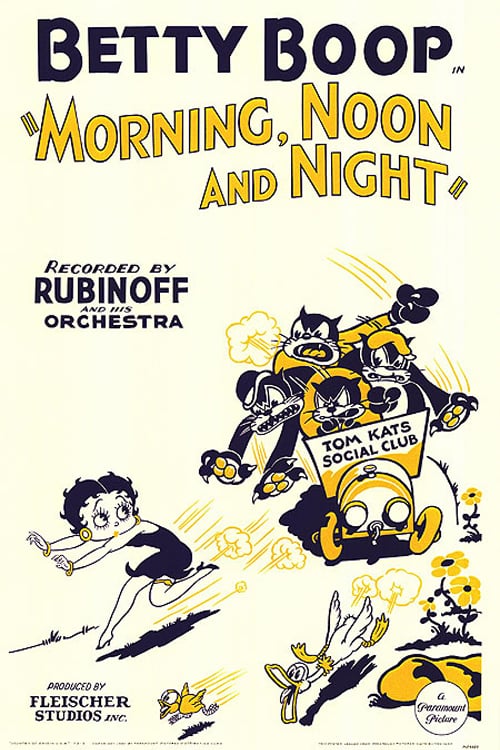 BETTY BOOP
IN
"MORNING, NOON
AND NIGHT"
RECORDED BY
RUBINOFF
AND HIS
ORCHESTRA
TOM KATS
SOCIAL CLUB
PRODUCED BY
FLEISCHER
STUDIOS INC.
a
Paramount
Picture